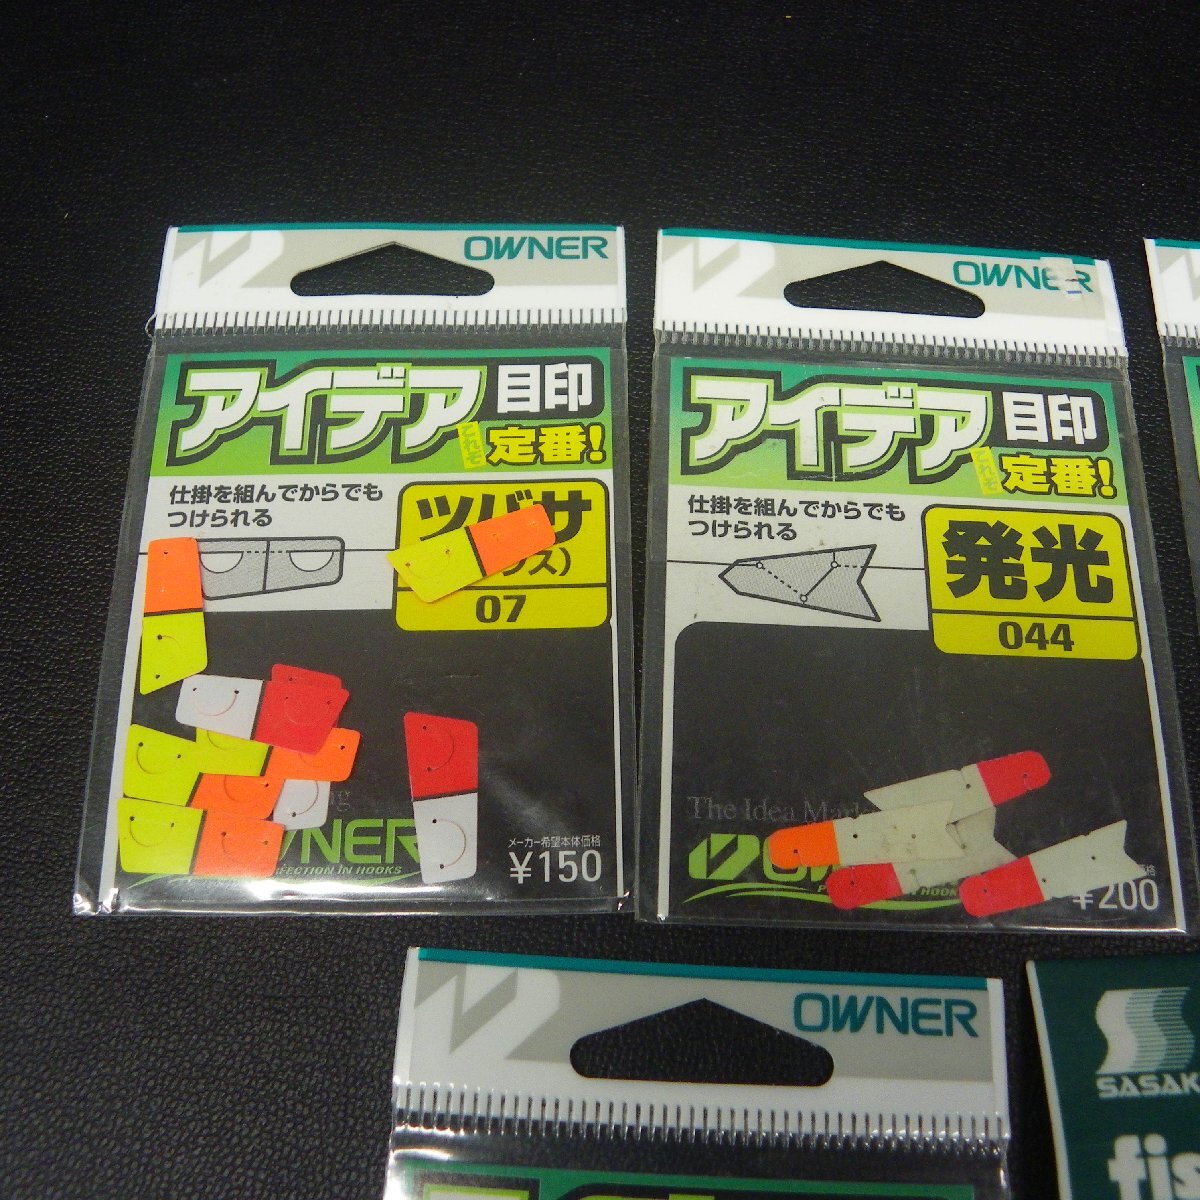 OWNER
アイデア目印
これぞ定番!
仕掛を組んでからでも
つけられる
ツバサ
07
OWNER
メーカー希望本体価格
¥150
OWNER
アイデア目印
これぞ定番!
仕掛を組んでからでも
つけられる
発光
044
The Idea
¥200
OWNER